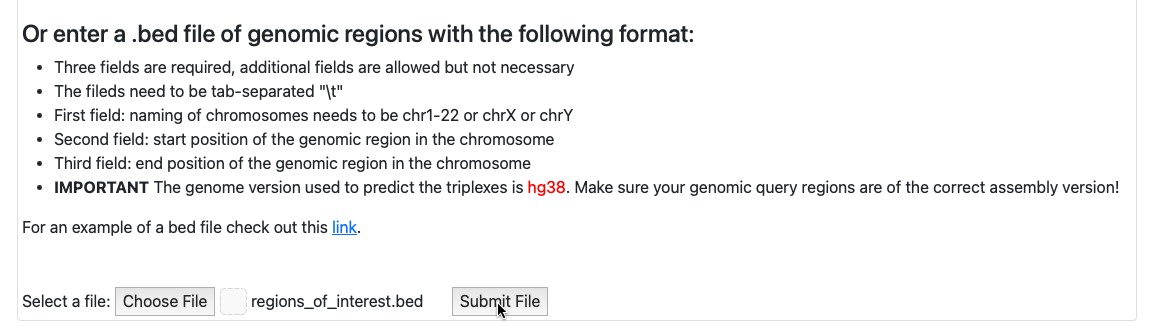 Or enter a .bed file of genomic regions with the following format:
Three fields are required, additional fields are allowed but not necessary
The fileds need to be tab-separated "\t"
First field: naming of chromosomes needs to be chr1-22 or chrX or chrY
Second field: start position of the genomic region in the chromosome
Third field: end position of the genomic region in the chromosome
IMPORTANT The genome version used to predict the triplexes is hg38. Make sure your genomic query regions are of the correct assembly version!
For an example of a bed file check out this link.
Select a file: Choose File regions_of_interest.bed Submit File